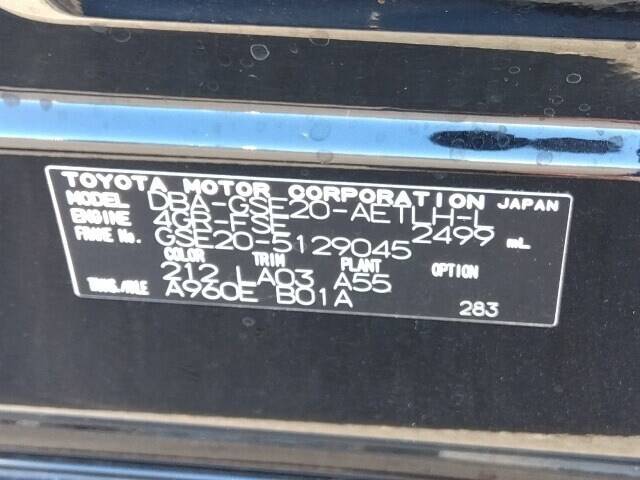 TOYOTA MOTOR CORPORATION JAPAN
MODEL DBA-GSE20-AETLH-L
ENGINE 4GR-FSE 2499 mL
FRAME No. GSE20-5129045
COLOR TRIM PLANT OPTION
212 LA03 A55
TRANS./AXLE A960E B01A 283